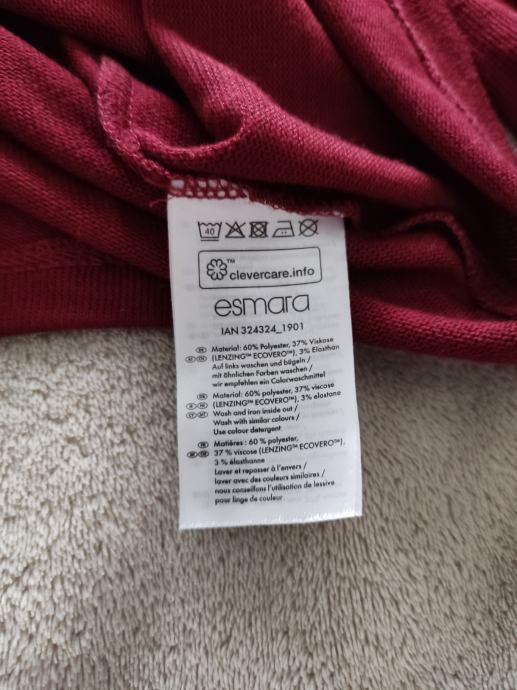 40
TM
clevercare.info
esmara
IAN 324324_1901
Material: 60% Polyester, 37% Viskose
(LENZING™ ECOVERO™), 3% Elasthan
Auf links waschen und bügeln /
mit ähnlichen Farben waschen /
wir empfehlen ein Colorwaschmittel
Material: 60% polyester, 37% viscose
(LENZING™ ECOVERO™), 3% elastane
Wash and iron inside out /
Wash with similar colours /
Use colour detergent
Matières : 60 % polyester,
37 % viscose (LENZING™ ECOVERO™),
3 % élasthanne
Laver et repasser à l'envers /
laver avec des couleurs similaires /
nous conseillons l'utilisation de lessive
pour linge de couleur